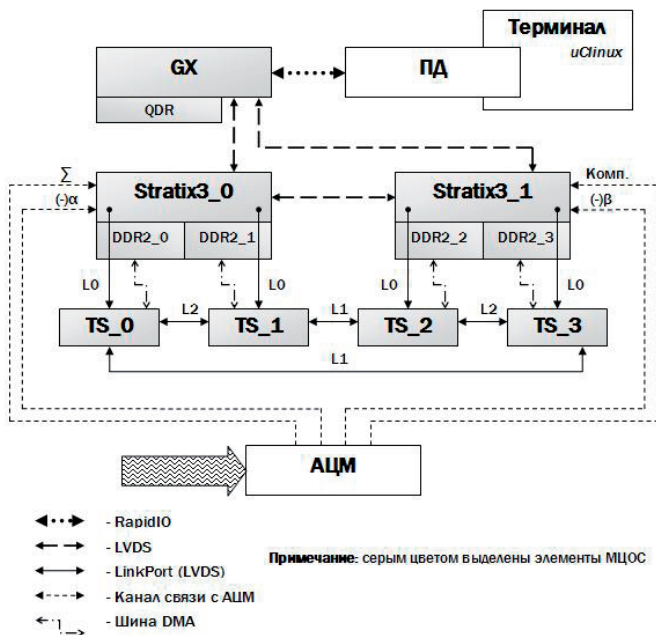 Терминал
uClinux
GX
ПД
QDR
∑
Комп.
(-)α
Stratix3_0
Stratix3_1
(-)β
DDR2_0
DDR2_1
DDR2_2
DDR2_3
L0
L0
L0
L0
L2
L1
L2
TS_0
TS_1
TS_2
TS_3
L1
АЦМ
- RapidIO
- LVDS
- LinkPort (LVDS)
Примечание: серым цветом выделены элементы МЦОС
- Канал связи с АЦМ
- Шина DMA